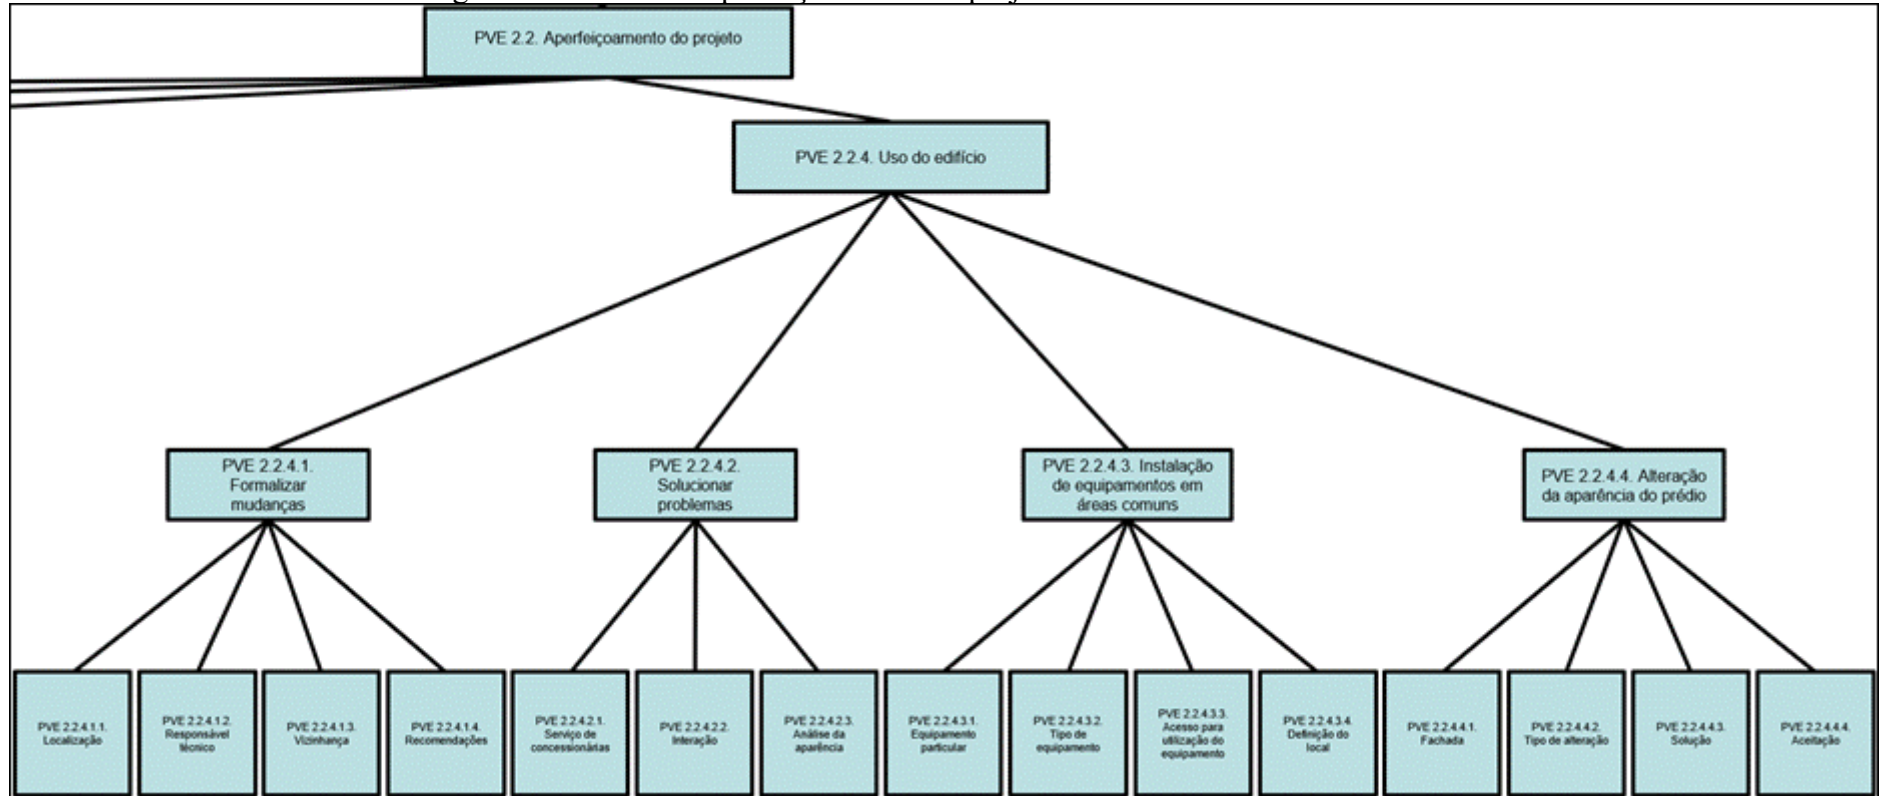 PVE 2.2. Aperfeiçoamento do projeto
PVE 2.2.4. Uso do edifício
PVE 2.2.4.1.
Formalizar
mudanças
PVE 2.2.4.2.
Solucionar
problemas
PVE 2.2.4.3. Instalação
de equipamentos em
áreas comuns
PVE 2.2.4.4. Alteração
da aparência do prédio
PVE 2.2.4.1.1.
Localização
PVE 2.2.4.1.2.
Responsável
técnico
PVE 2.2.4.1.3.
Vizinhança
PVE 2.2.4.1.4.
Recomendações
PVE 2.2.4.2.1.
Serviço de
concessionárias
PVE 2.2.4.2.2.
Interação
PVE 2.2.4.2.3.
Análise da
aparência
PVE 2.2.4.3.1.
Equipamento
particular
PVE 2.2.4.3.2.
Tipo de
equipamento
PVE 2.2.4.3.3.
Acesso para
utilização do
equipamento
PVE 2.2.4.3.4.
Definição do
local
PVE 2.2.4.4.1.
Fachada
PVE 2.2.4.4.2.
Tipo de alteração
PVE 2.2.4.4.3.
Solução
PVE 2.2.4.4.4.
Aceitação